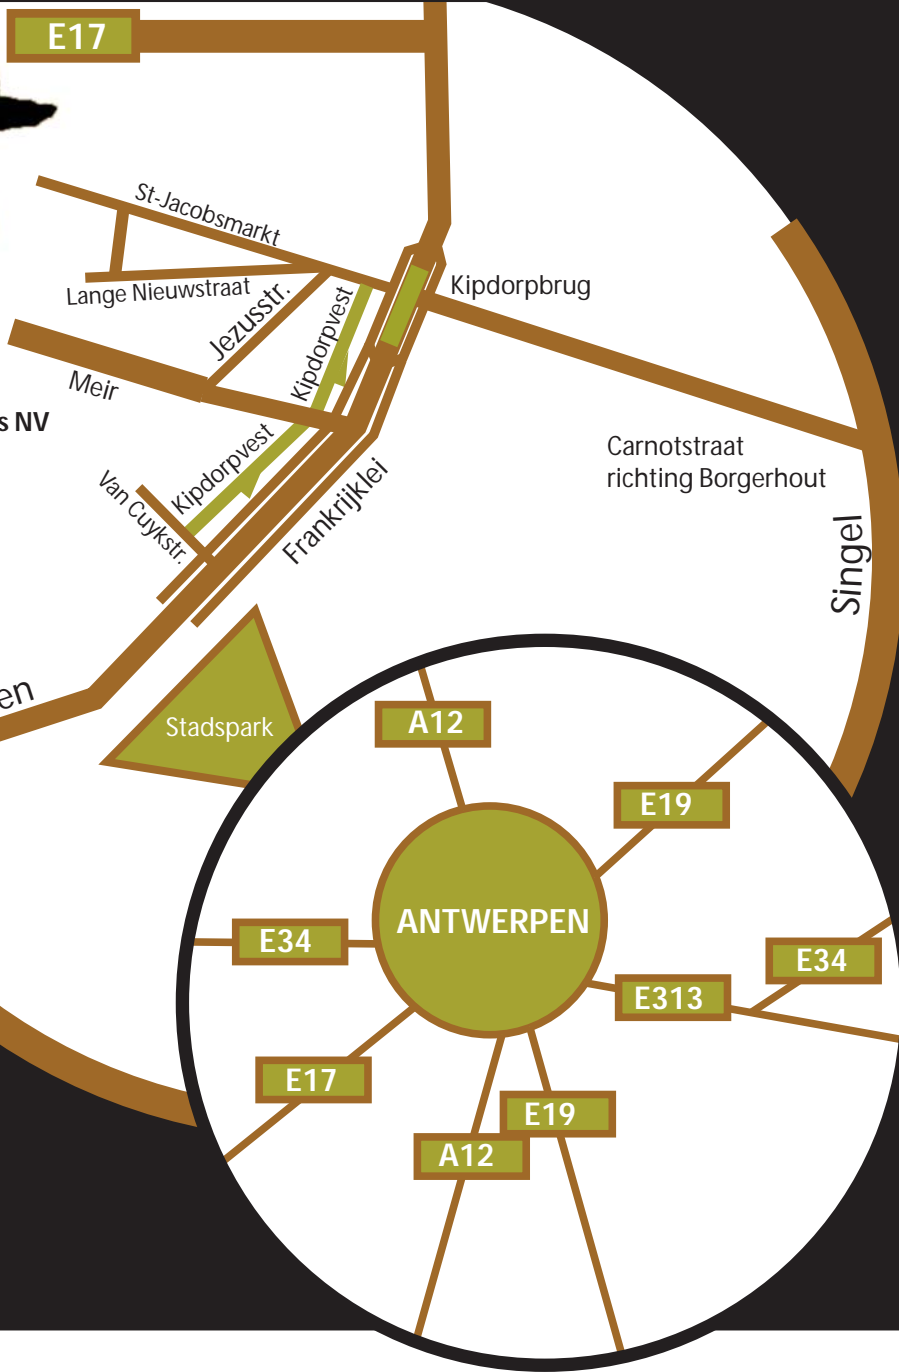 E17
St-Jacobsmarkt
Lange Nieuwstraat
Jezusstr.
Kipdorpvest
Kipdorpbrug
Meir
s NV
Kipdorpvest
Van Cuykstr.
Frankrijklei
Carnotstraat
richting Borgerhout
Singel
en
Stadspark
A12
E19
ANTWERPEN
E34
E34
E313
E17
E19
A12